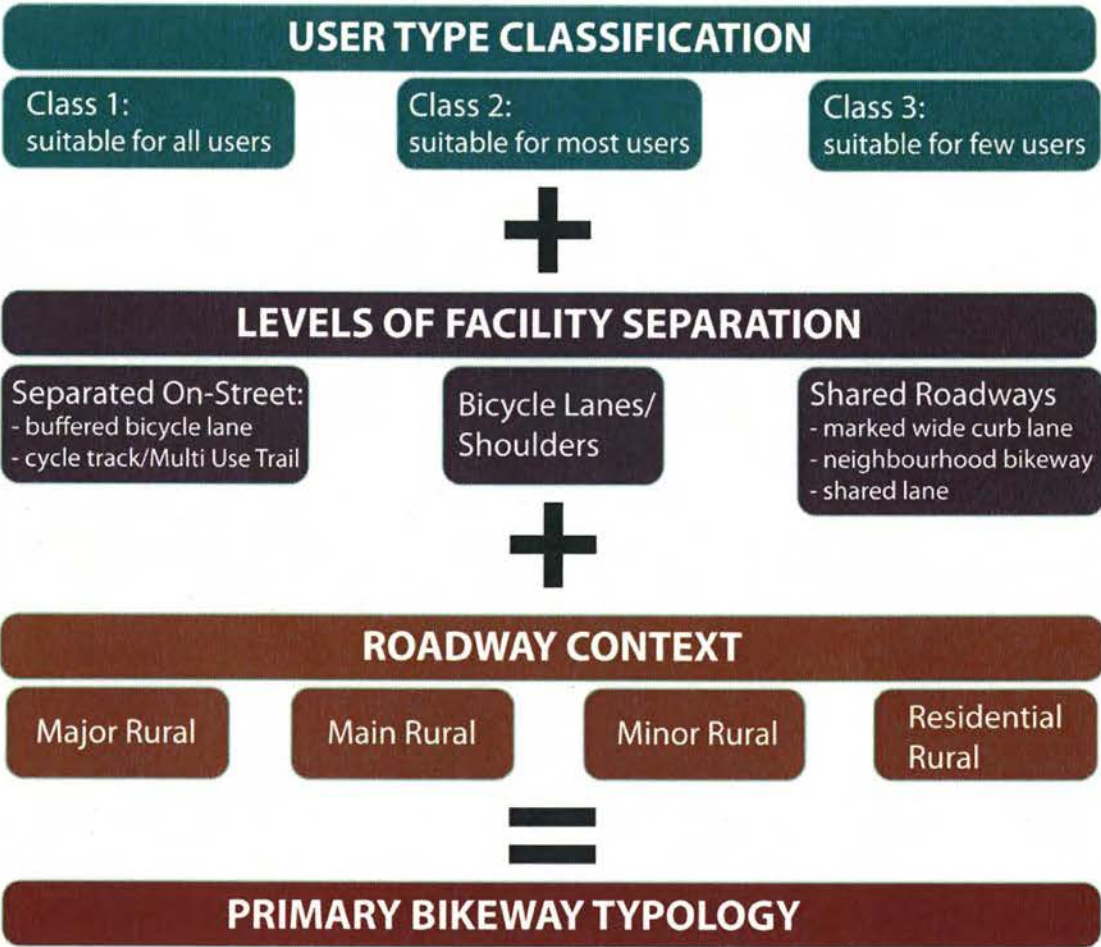 USER TYPE CLASSIFICATION
Class 1:
suitable for all users
Class 2:
suitable for most users
Class 3:
suitable for few users
+
LEVELS OF FACILITY SEPARATION
Separated On-Street:
- buffered bicycle lane
- cycle track/Multi Use Trail
Bicycle Lanes/
Shoulders
Shared Roadways
- marked wide curb lane
- neighbourhood bikeway
- shared lane
+
ROADWAY CONTEXT
Major Rural
Main Rural
Minor Rural
Residential
Rural
=
PRIMARY BIKEWAY TYPOLOGY